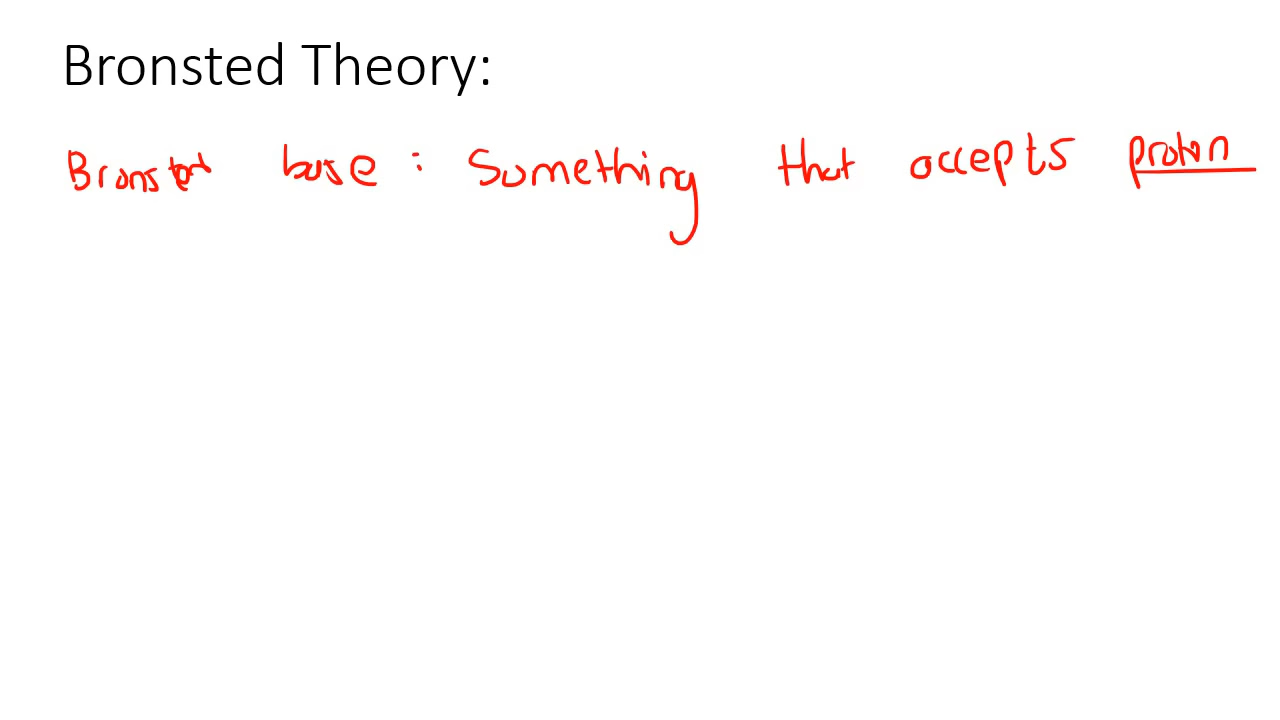 Bronsted Theory:
Bronsted base : Something that accepts proton